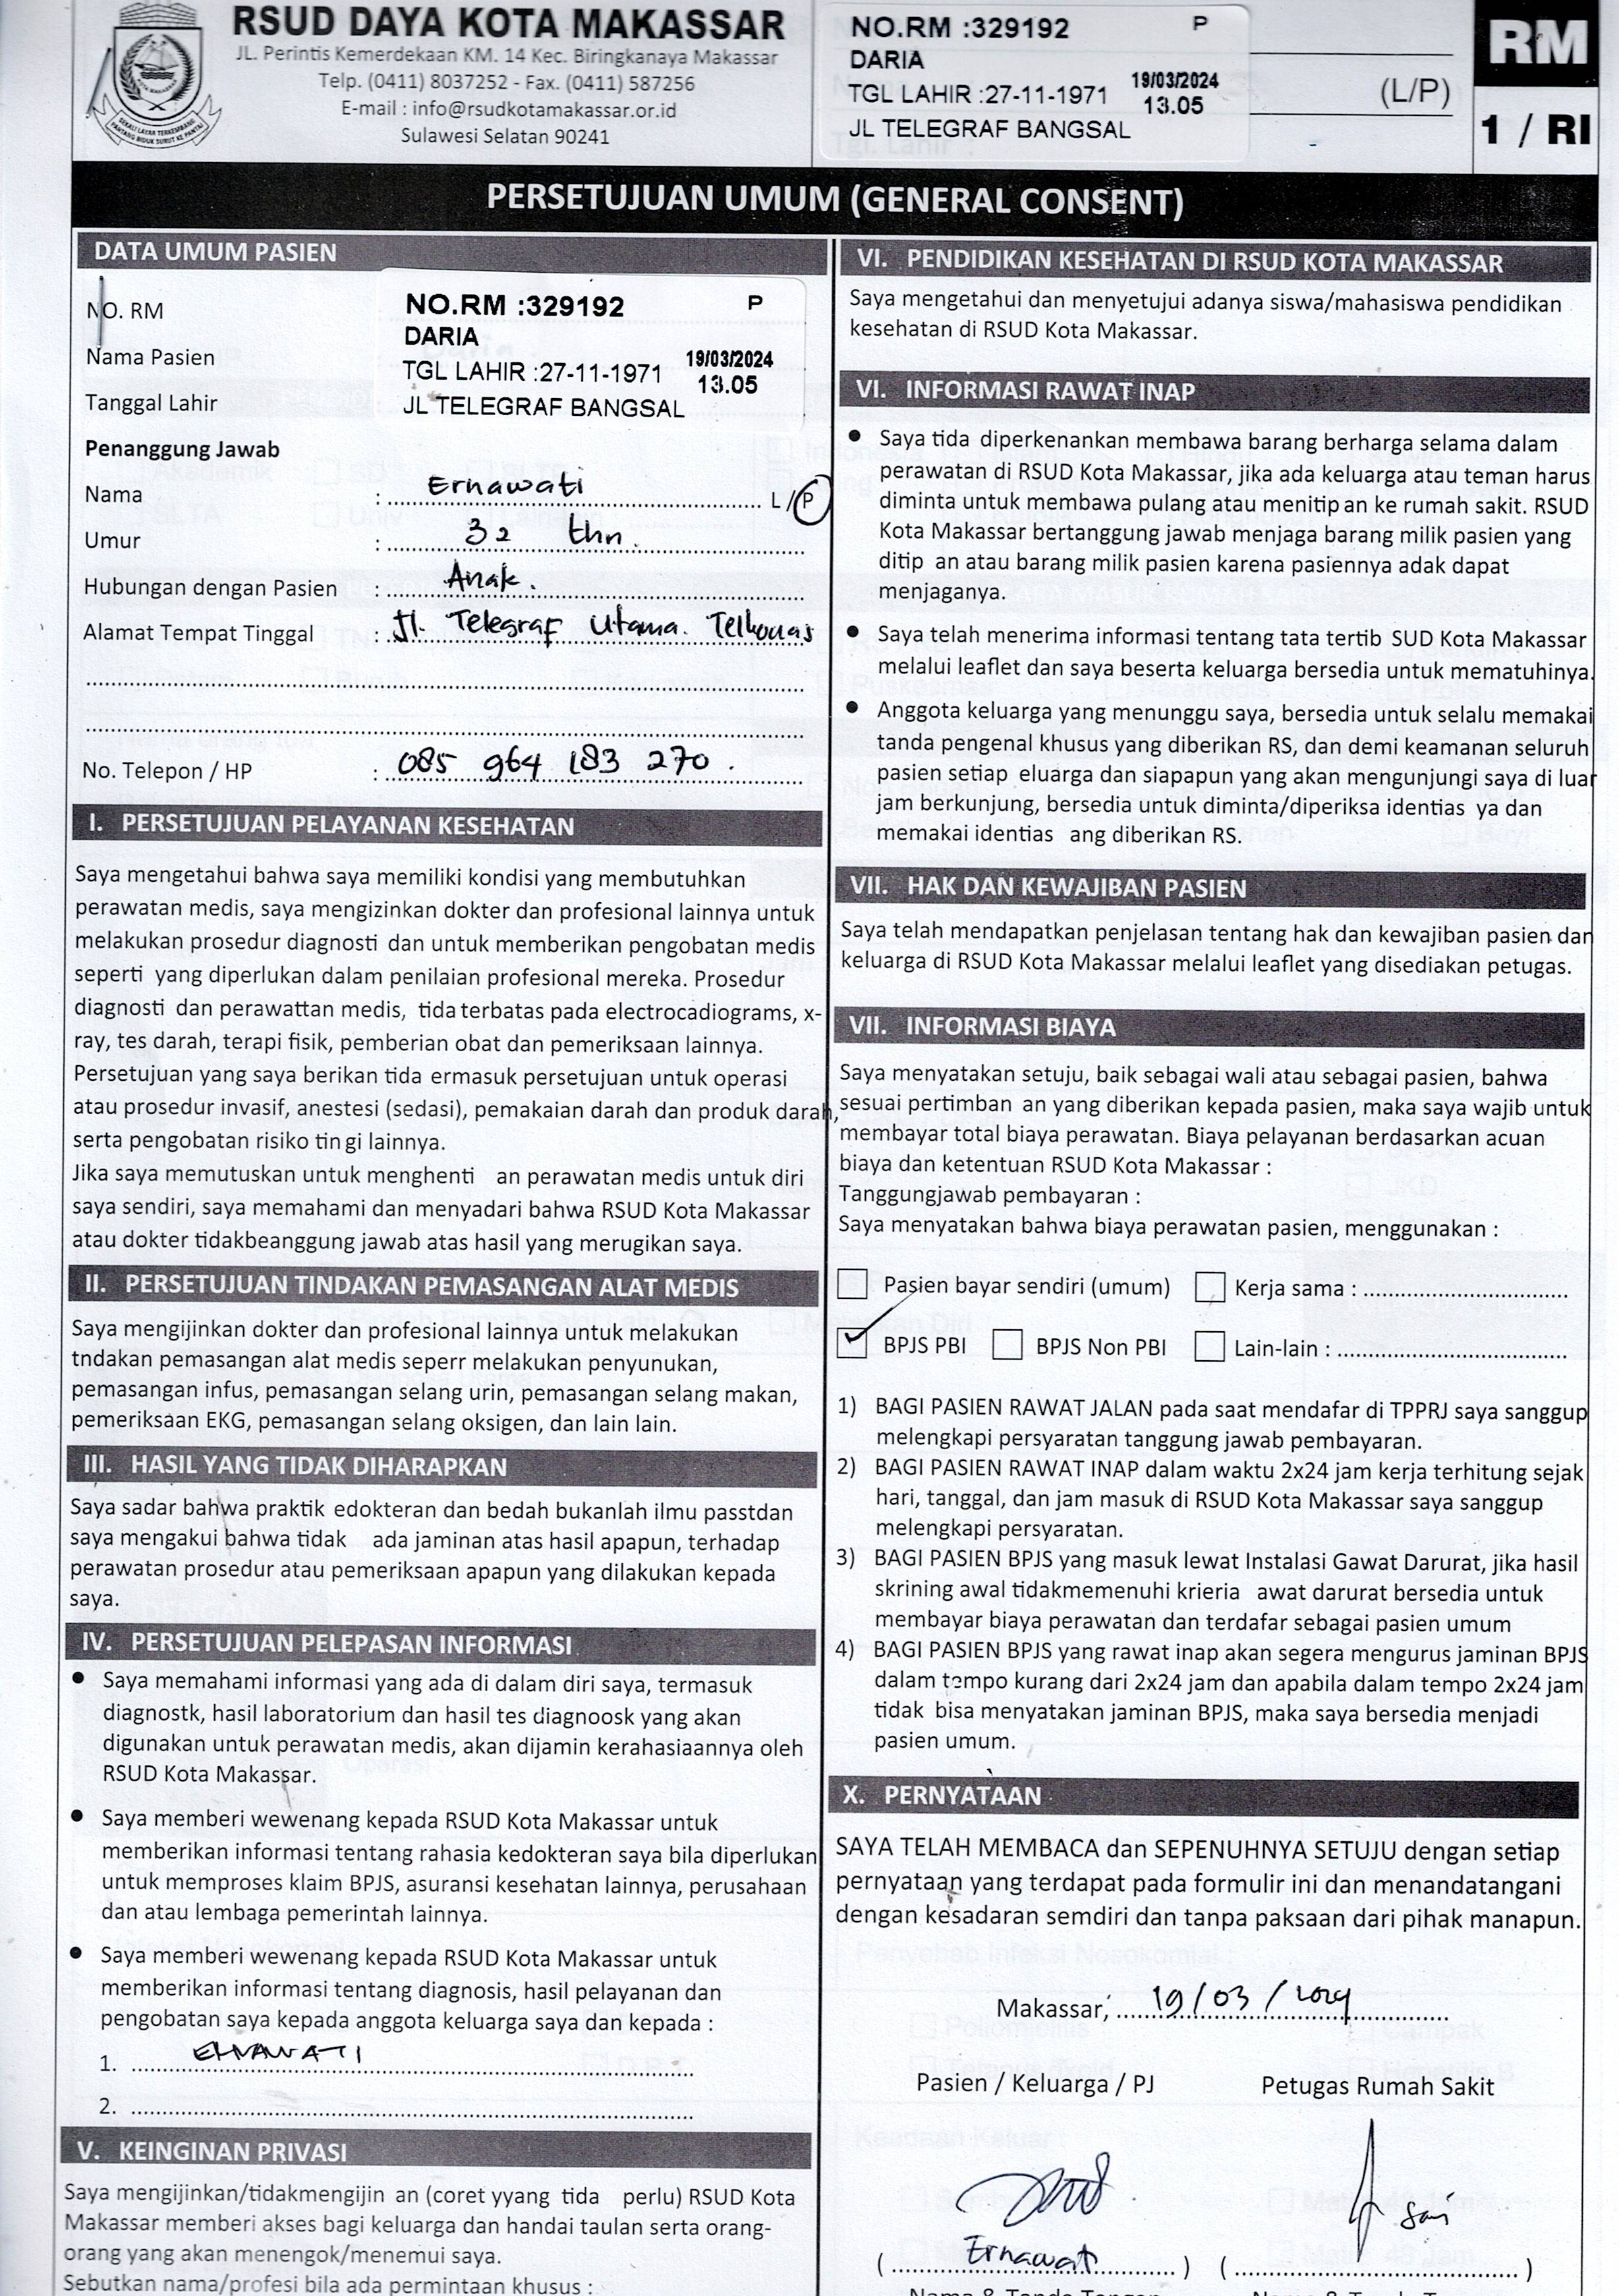 RSUD DAYA KOTA MAKASSAR
JL. Perintis Kemerdekaan KM. 14 Kec. Biringkanaya Makassar
Telp. (0411) 8037252 - Fax. (0411) 587256
E-mail : info@rsudkotamakassar.or.id
Sulawesi Selatan 90241
NO.RM :329192 P
DARIA
TGL LAHIR :27-11-1971 19/03/2024 13.05
JL TELEGRAF BANGSAL
(L/P)
RM
1 / RI
PERSETUJUAN UMUM (GENERAL CONSENT)
DATA UMUM PASIEN
NO. RM
Nama Pasien
Tanggal Lahir
NO.RM :329192 P
DARIA
TGL LAHIR :27-11-1971 19/03/2024 13.05
JL TELEGRAF BANGSAL
Penanggung Jawab
Nama : Ernawati L/P
Umur : 32 thn.
Hubungan dengan Pasien : Anak.
Alamat Tempat Tinggal : Jl. Telegraf Utama. Telkomas
No. Telepon / HP : 085 964 183 270 .
I. PERSETUJUAN PELAYANAN KESEHATAN
Saya mengetahui bahwa saya memiliki kondisi yang membutuhkan
perawatan medis, saya mengizinkan dokter dan profesional lainnya untuk
melakukan prosedur diagnosti dan untuk memberikan pengobatan medis
seperti yang diperlukan dalam penilaian profesional mereka. Prosedur
diagnosti dan perawattan medis, tida terbatas pada electrocadiograms, x-
ray, tes darah, terapi fisik, pemberian obat dan pemeriksaan lainnya.
Persetujuan yang saya berikan tida ermasuk persetujuan untuk operasi
atau prosedur invasif, anestesi (sedasi), pemakaian darah dan produk darah,
serta pengobatan risiko tin gi lainnya.
Jika saya memutuskan untuk menghenti an perawatan medis untuk diri
saya sendiri, saya memahami dan menyadari bahwa RSUD Kota Makassar
atau dokter tidakbeanggung jawab atas hasil yang merugikan saya.
II. PERSETUJUAN TINDAKAN PEMASANGAN ALAT MEDIS
Saya mengijinkan dokter dan profesional lainnya untuk melakukan
tndakan pemasangan alat medis seperr melakukan penyunukan,
pemasangan infus, pemasangan selang urin, pemasangan selang makan,
pemeriksaan EKG, pemasangan selang oksigen, dan lain lain.
III. HASIL YANG TIDAK DIHARAPKAN
Saya sadar bahwa praktik edokteran dan bedah bukanlah ilmu passtdan
saya mengakui bahwa tidak ada jaminan atas hasil apapun, terhadap
perawatan prosedur atau pemeriksaan apapun yang dilakukan kepada
saya.
IV. PERSETUJUAN PELEPASAN INFORMASI
● Saya memahami informasi yang ada di dalam diri saya, termasuk
diagnostk, hasil laboratorium dan hasil tes diagnoosk yang akan
digunakan untuk perawatan medis, akan dijamin kerahasiaannya oleh
RSUD Kota Makassar.
● Saya memberi wewenang kepada RSUD Kota Makassar untuk
memberikan informasi tentang rahasia kedokteran saya bila diperlukan
untuk memproses klaim BPJS, asuransi kesehatan lainnya, perusahaan
dan atau lembaga pemerintah lainnya.
● Saya memberi wewenang kepada RSUD Kota Makassar untuk
memberikan informasi tentang diagnosis, hasil pelayanan dan
pengobatan saya kepada anggota keluarga saya dan kepada :
1. ERNAWATI
2.
V. KEINGINAN PRIVASI
Saya mengijinkan/tidakmengijin an (coret yyang tida perlu) RSUD Kota
Makassar memberi akses bagi keluarga dan handai taulan serta orang-
orang yang akan menengok/menemui saya.
Sebutkan nama/profesi bila ada permintaan khusus :
VI. PENDIDIKAN KESEHATAN DI RSUD KOTA MAKASSAR
Saya mengetahui dan menyetujui adanya siswa/mahasiswa pendidikan
kesehatan di RSUD Kota Makassar.
VI. INFORMASI RAWAT INAP
● Saya tida diperkenankan membawa barang berharga selama dalam
perawatan di RSUD Kota Makassar, jika ada keluarga atau teman harus
diminta untuk membawa pulang atau menitip an ke rumah sakit. RSUD
Kota Makassar bertanggung jawab menjaga barang milik pasien yang
ditip an atau barang milik pasien karena pasiennya adak dapat
menjaganya.
● Saya telah menerima informasi tentang tata tertib SUD Kota Makassar
melalui leaflet dan saya beserta keluarga bersedia untuk mematuhinya.
● Anggota keluarga yang menunggu saya, bersedia untuk selalu memakai
tanda pengenal khusus yang diberikan RS, dan demi keamanan seluruh
pasien setiap eluarga dan siapapun yang akan mengunjungi saya di luar
jam berkunjung, bersedia untuk diminta/diperiksa identias ya dan
memakai identias ang diberikan RS.
VII. HAK DAN KEWAJIBAN PASIEN
Saya telah mendapatkan penjelasan tentang hak dan kewajiban pasien dan
keluarga di RSUD Kota Makassar melalui leaflet yang disediakan petugas.
VII. INFORMASI BIAYA
Saya menyatakan setuju, baik sebagai wali atau sebagai pasien, bahwa
sesuai pertimban an yang diberikan kepada pasien, maka saya wajib untuk
membayar total biaya perawatan. Biaya pelayanan berdasarkan acuan
biaya dan ketentuan RSUD Kota Makassar :
Tanggungjawab pembayaran :
Saya menyatakan bahwa biaya perawatan pasien, menggunakan :
Pasien bayar sendiri (umum) Kerja sama :
BPJS PBI BPJS Non PBI Lain-lain :
1) BAGI PASIEN RAWAT JALAN pada saat mendafar di TPPRJ saya sanggup
melengkapi persyaratan tanggung jawab pembayaran.
2) BAGI PASIEN RAWAT INAP dalam waktu 2x24 jam kerja terhitung sejak
hari, tanggal, dan jam masuk di RSUD Kota Makassar saya sanggup
melengkapi persyaratan.
3) BAGI PASIEN BPJS yang masuk lewat Instalasi Gawat Darurat, jika hasil
skrining awal tidakmemenuhi krieria awat darurat bersedia untuk
membayar biaya perawatan dan terdafar sebagai pasien umum
4) BAGI PASIEN BPJS yang rawat inap akan segera mengurus jaminan BPJS
dalam tempo kurang dari 2x24 jam dan apabila dalam tempo 2x24 jam
tidak bisa menyatakan jaminan BPJS, maka saya bersedia menjadi
pasien umum.
X. PERNYATAAN
SAYA TELAH MEMBACA dan SEPENUHNYA SETUJU dengan setiap
pernyataan yang terdapat pada formulir ini dan menandatangani
dengan kesadaran semdiri dan tanpa paksaan dari pihak manapun.
Makassar, 19/03/2024
Pasien / Keluarga / PJ Petugas Rumah Sakit
( Ernawati ) ( )